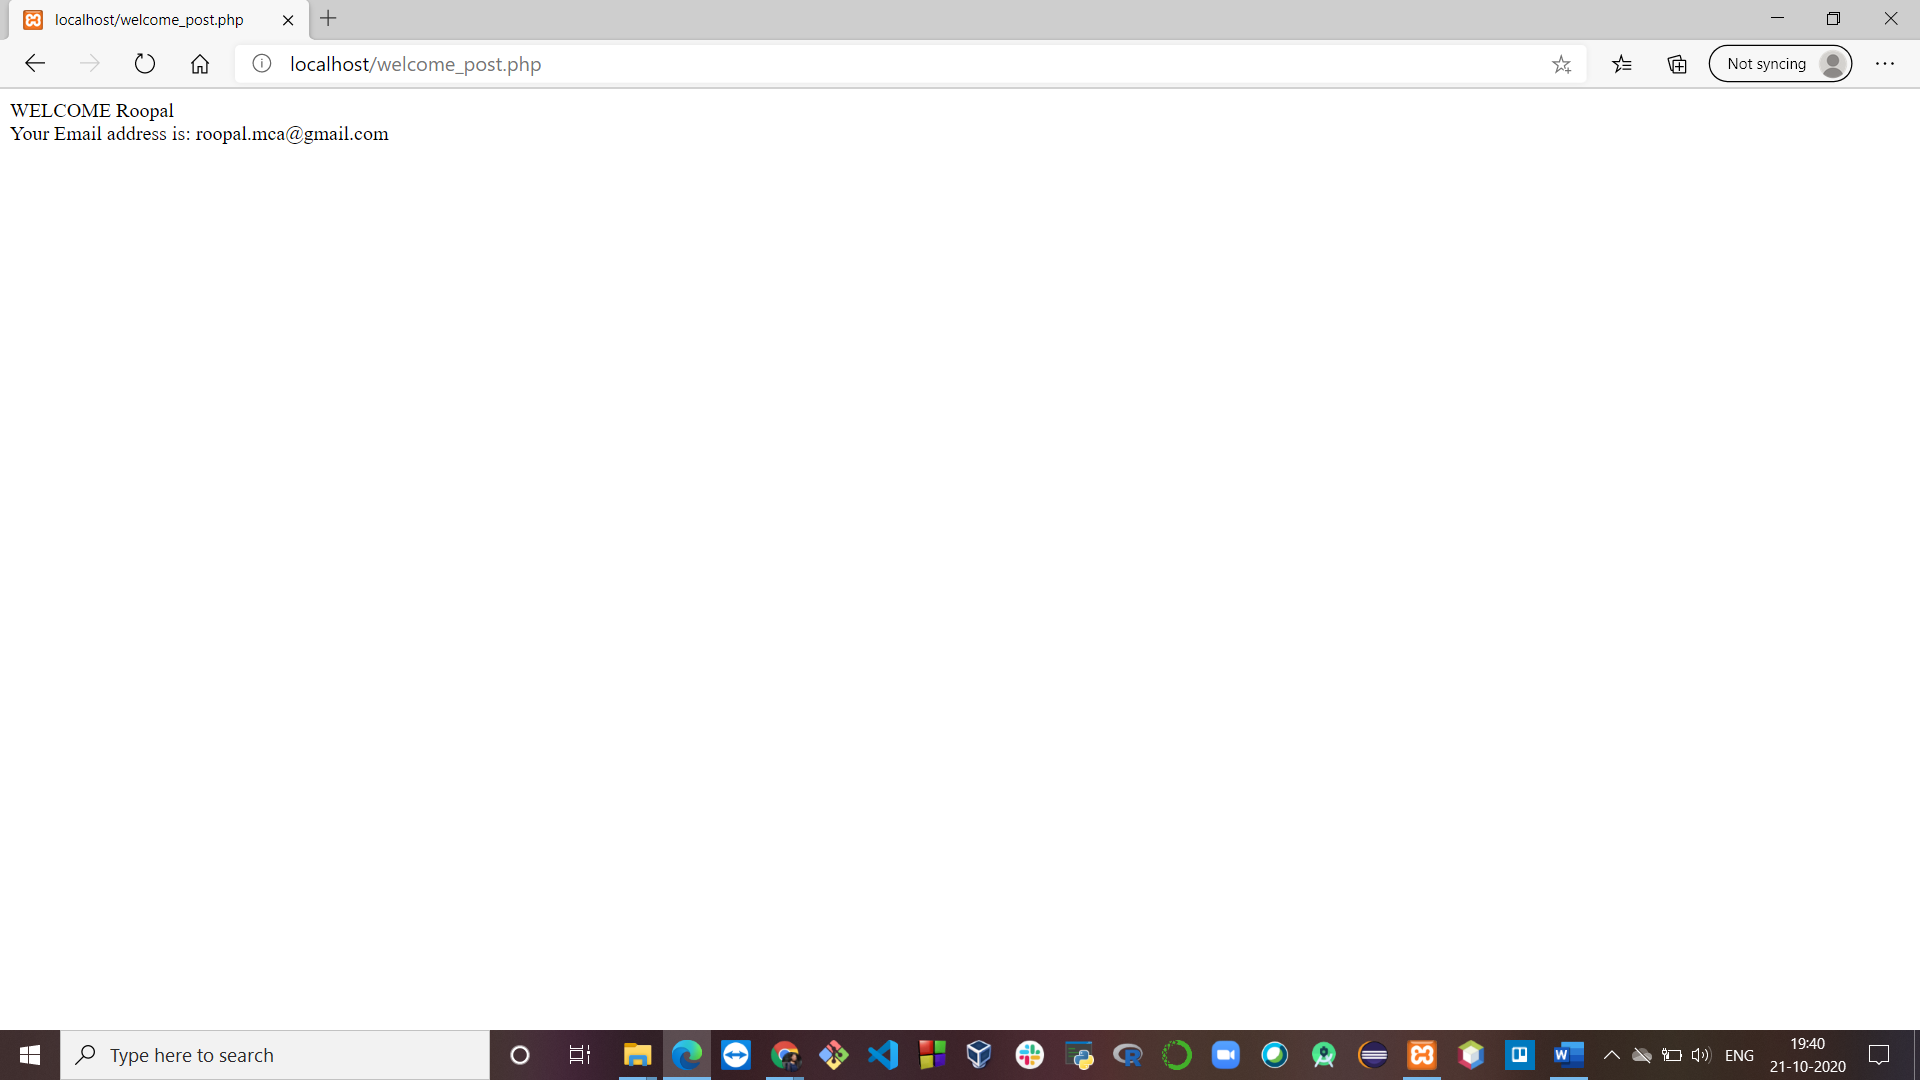 localhost/welcome_post.php
localhost/welcome_post.php
Not syncing
WELCOME Roopal
Your Email address is: roopal.mca@gmail.com
Type here to search
ENG
19:40
21-10-2020